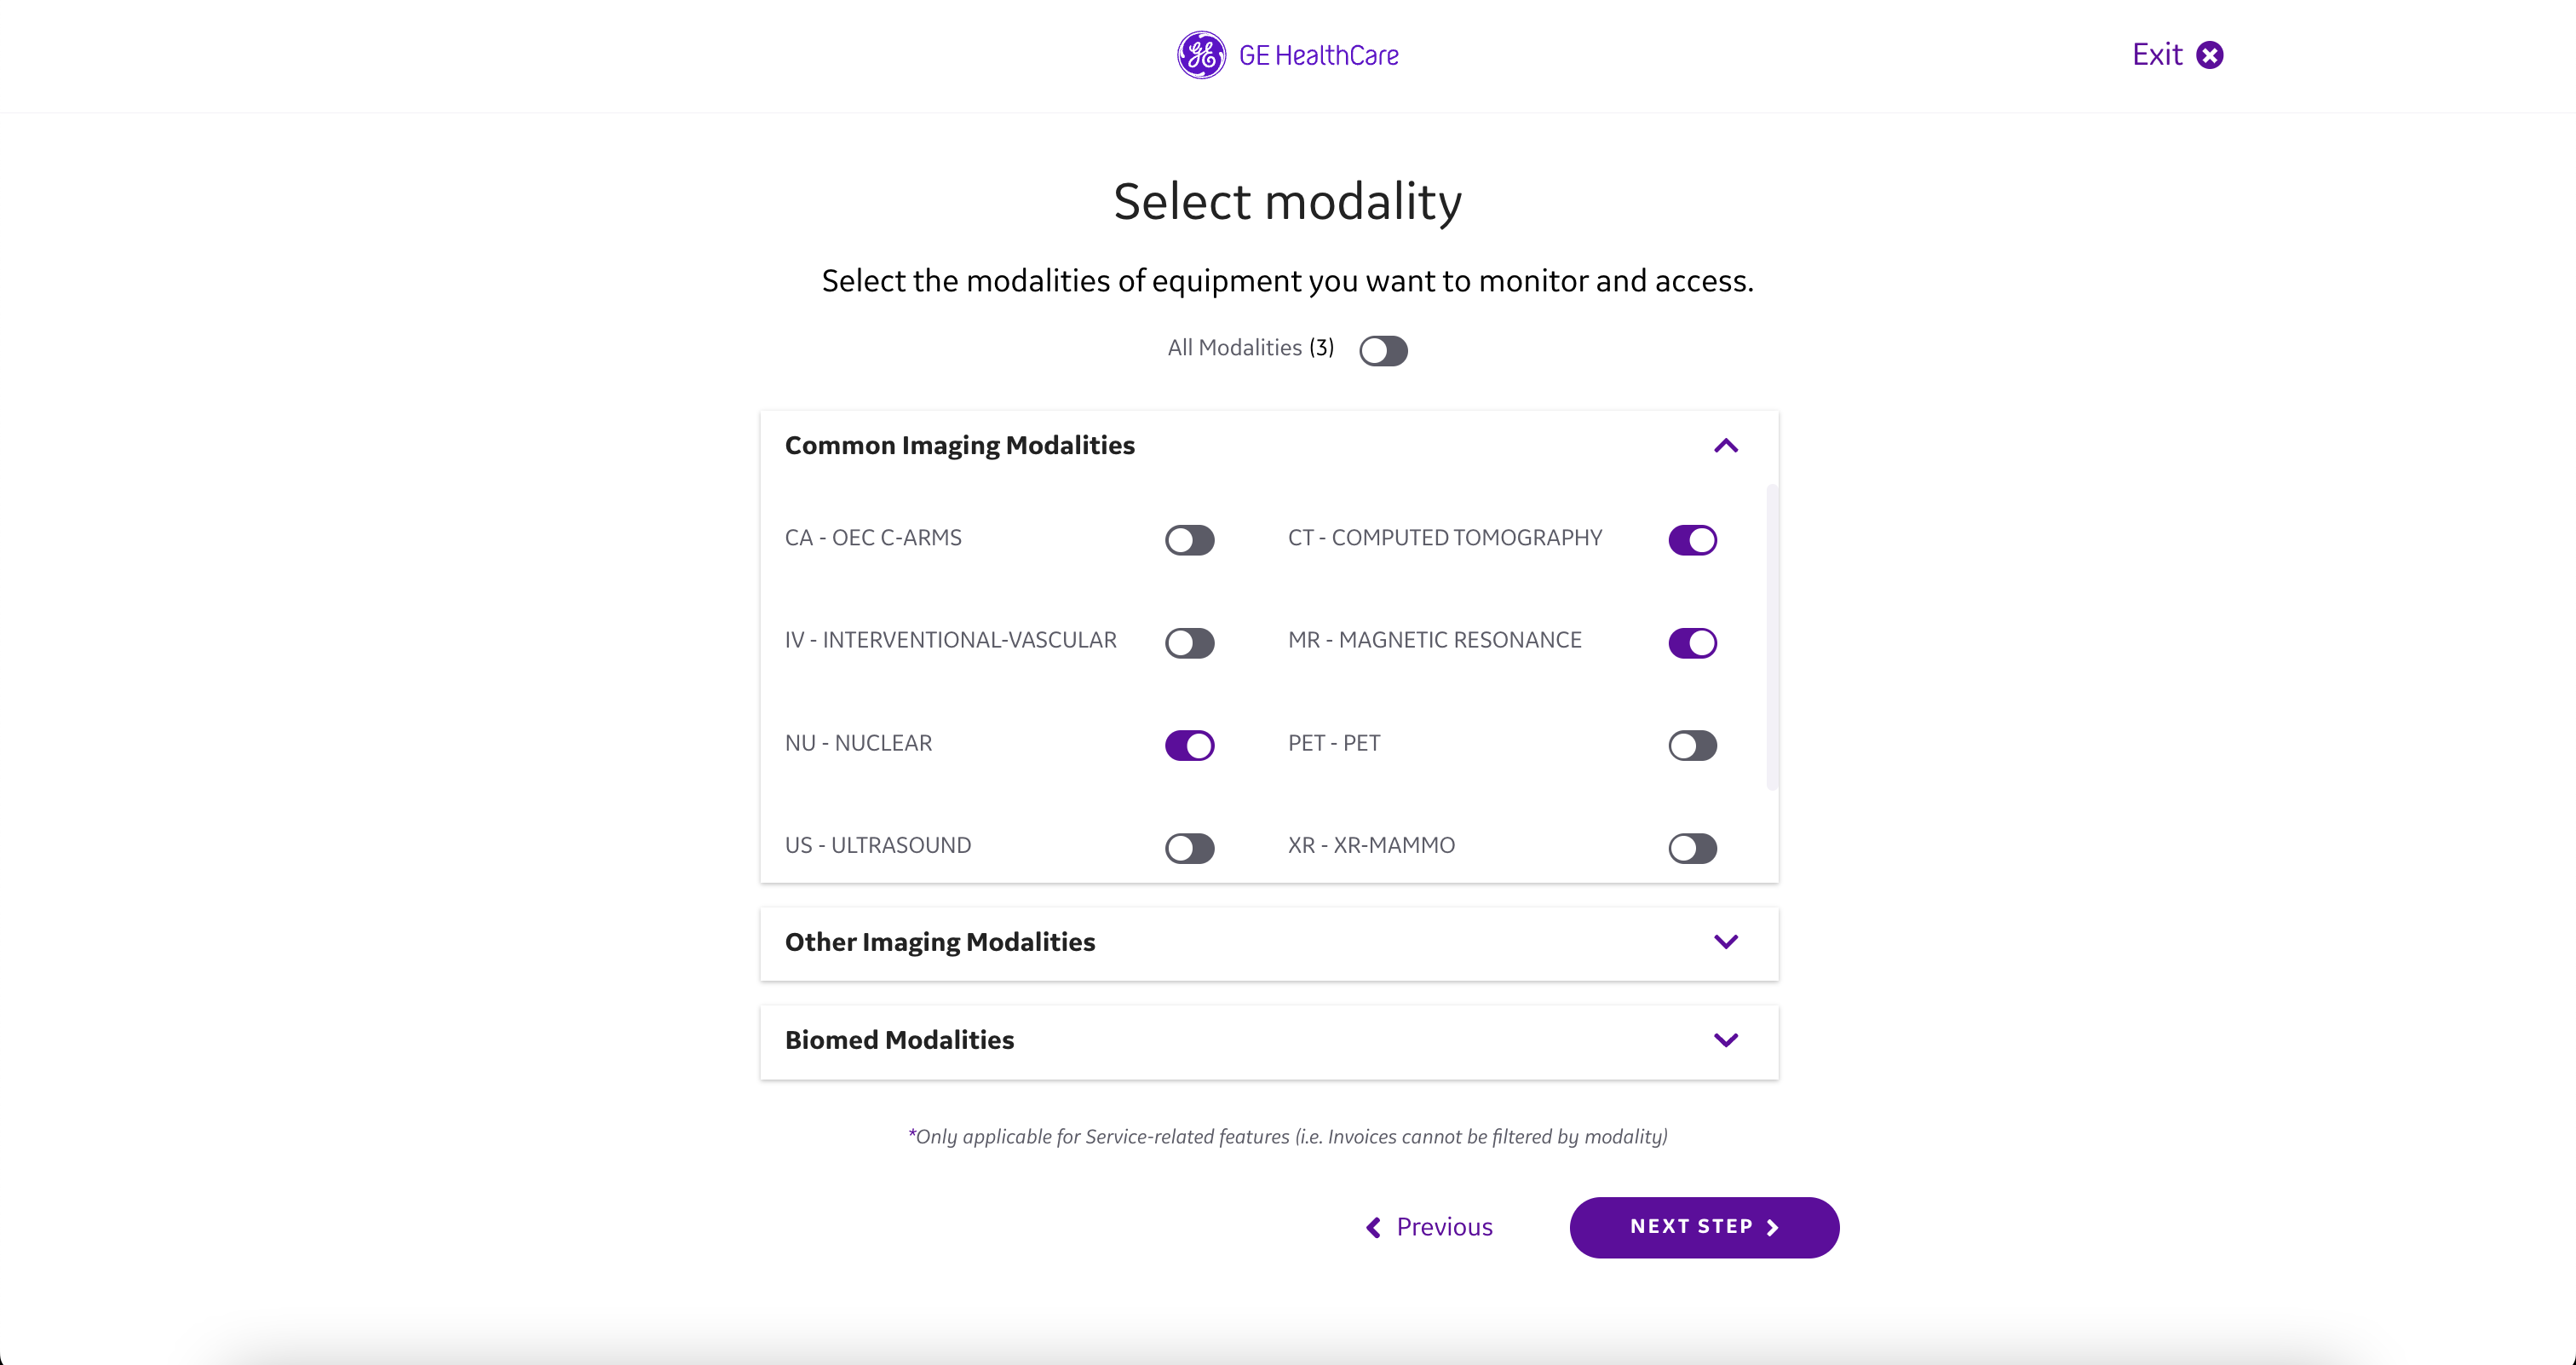 GE HealthCare
Exit
Select modality
Select the modalities of equipment you want to monitor and access.
All Modalities (3)
Common Imaging Modalities
CA - OEC C-ARMS
CT - COMPUTED TOMOGRAPHY
IV - INTERVENTIONAL-VASCULAR
MR - MAGNETIC RESONANCE
NU - NUCLEAR
PET - PET
US - ULTRASOUND
XR - XR-MAMMO
Other Imaging Modalities
Biomed Modalities
*Only applicable for Service-related features (i.e. Invoices cannot be filtered by modality)
Previous
NEXT STEP